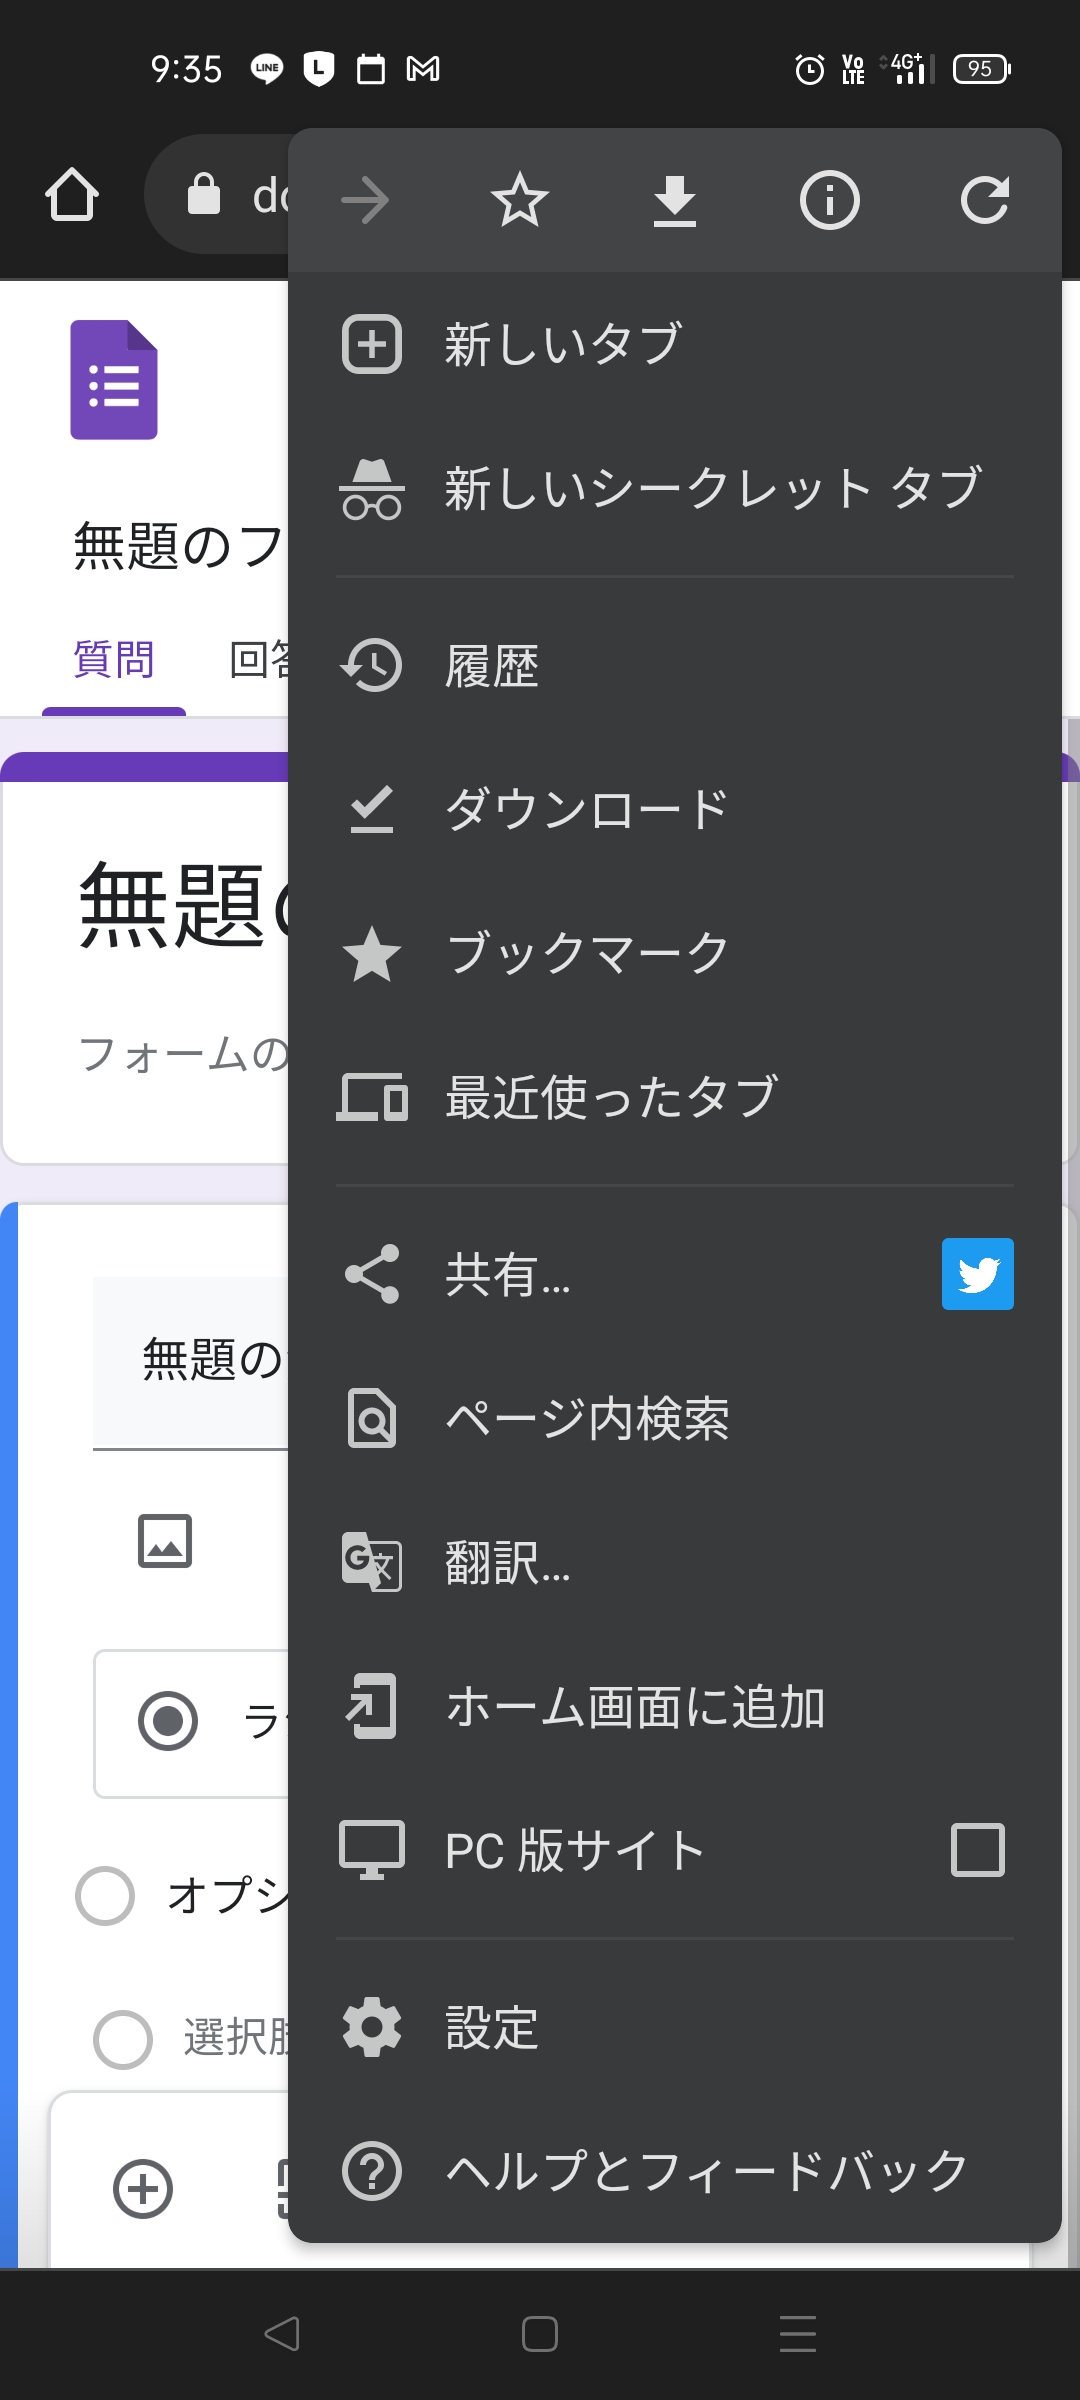 9:35 LINE L Vo LTE 4G+ 95
新しいタブ
新しいシークレット タブ
無題のフ
質問 回答
履歴
ダウンロード
無題の
ブックマーク
フォームの
最近使ったタブ
共有...
無題の
ページ内検索
翻訳...
ホーム画面に追加
ラ
PC 版サイト
オプシ
設定
選択肢
ヘルプとフィードバック